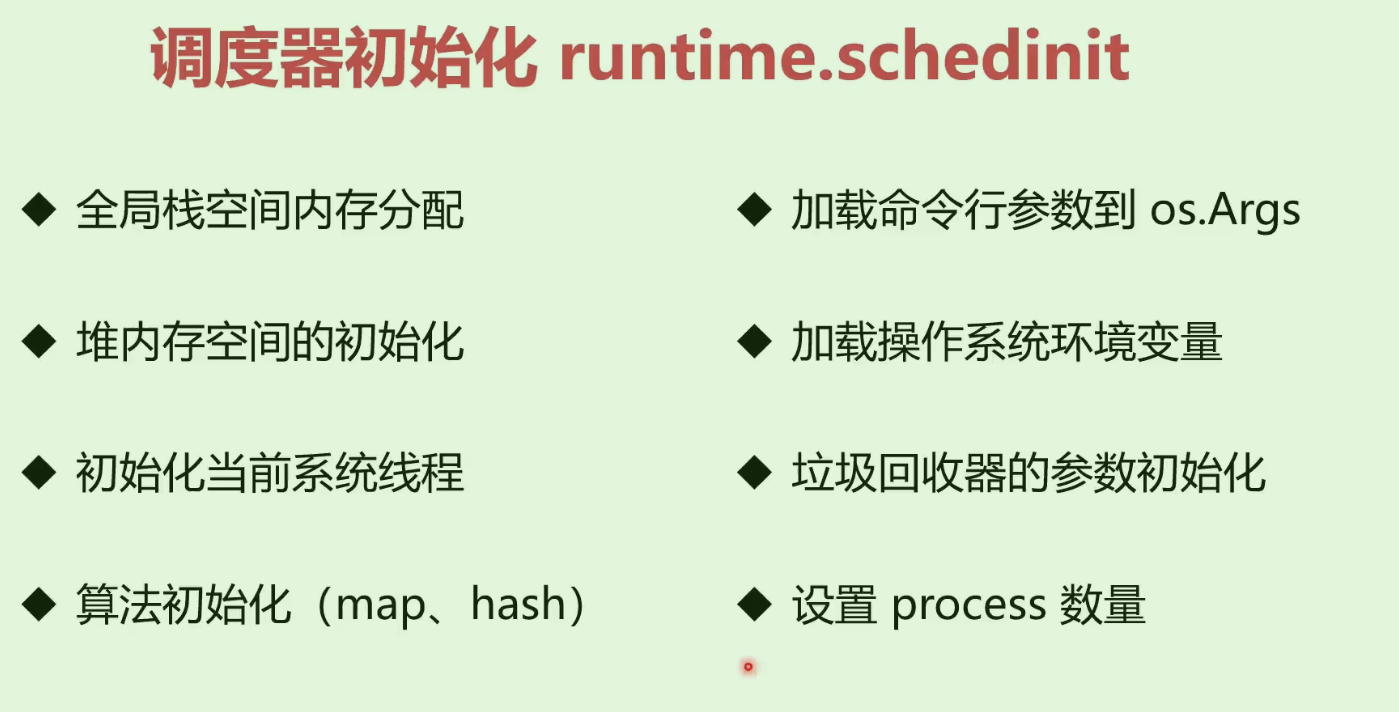 调度器初始化 runtime.schedinit
◆ 全局栈空间内存分配
◆ 堆内存空间的初始化
◆ 初始化当前系统线程
◆ 算法初始化（map、hash）
◆ 加载命令行参数到 os.Args
◆ 加载操作系统环境变量
◆ 垃圾回收器的参数初始化
◆ 设置 process 数量